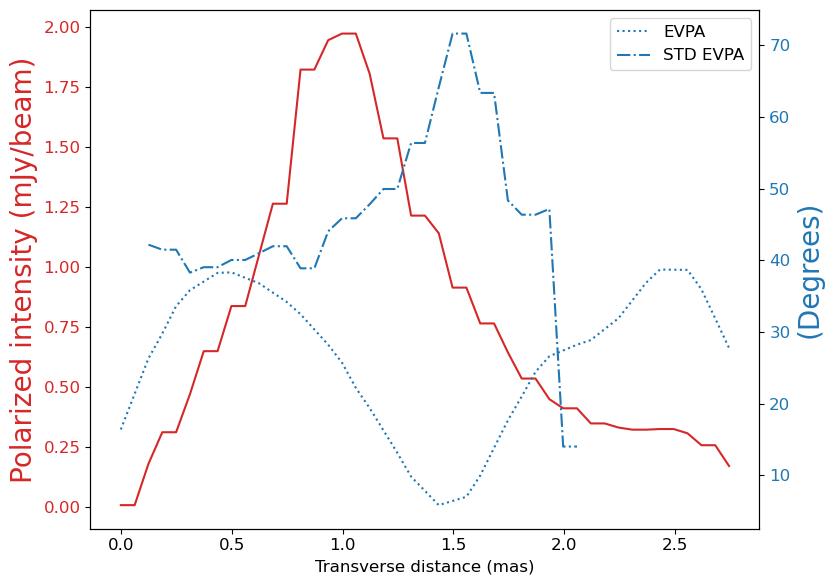 Polarized intensity (mJy/beam)
2.00
1.75
1.50
1.25
1.00
0.75
0.50
0.25
0.00
EVPA
STD EVPA
70
60
50
40
30
20
10
(Degrees)
0.0 0.5 1.0 1.5 2.0 2.5
Transverse distance (mas)